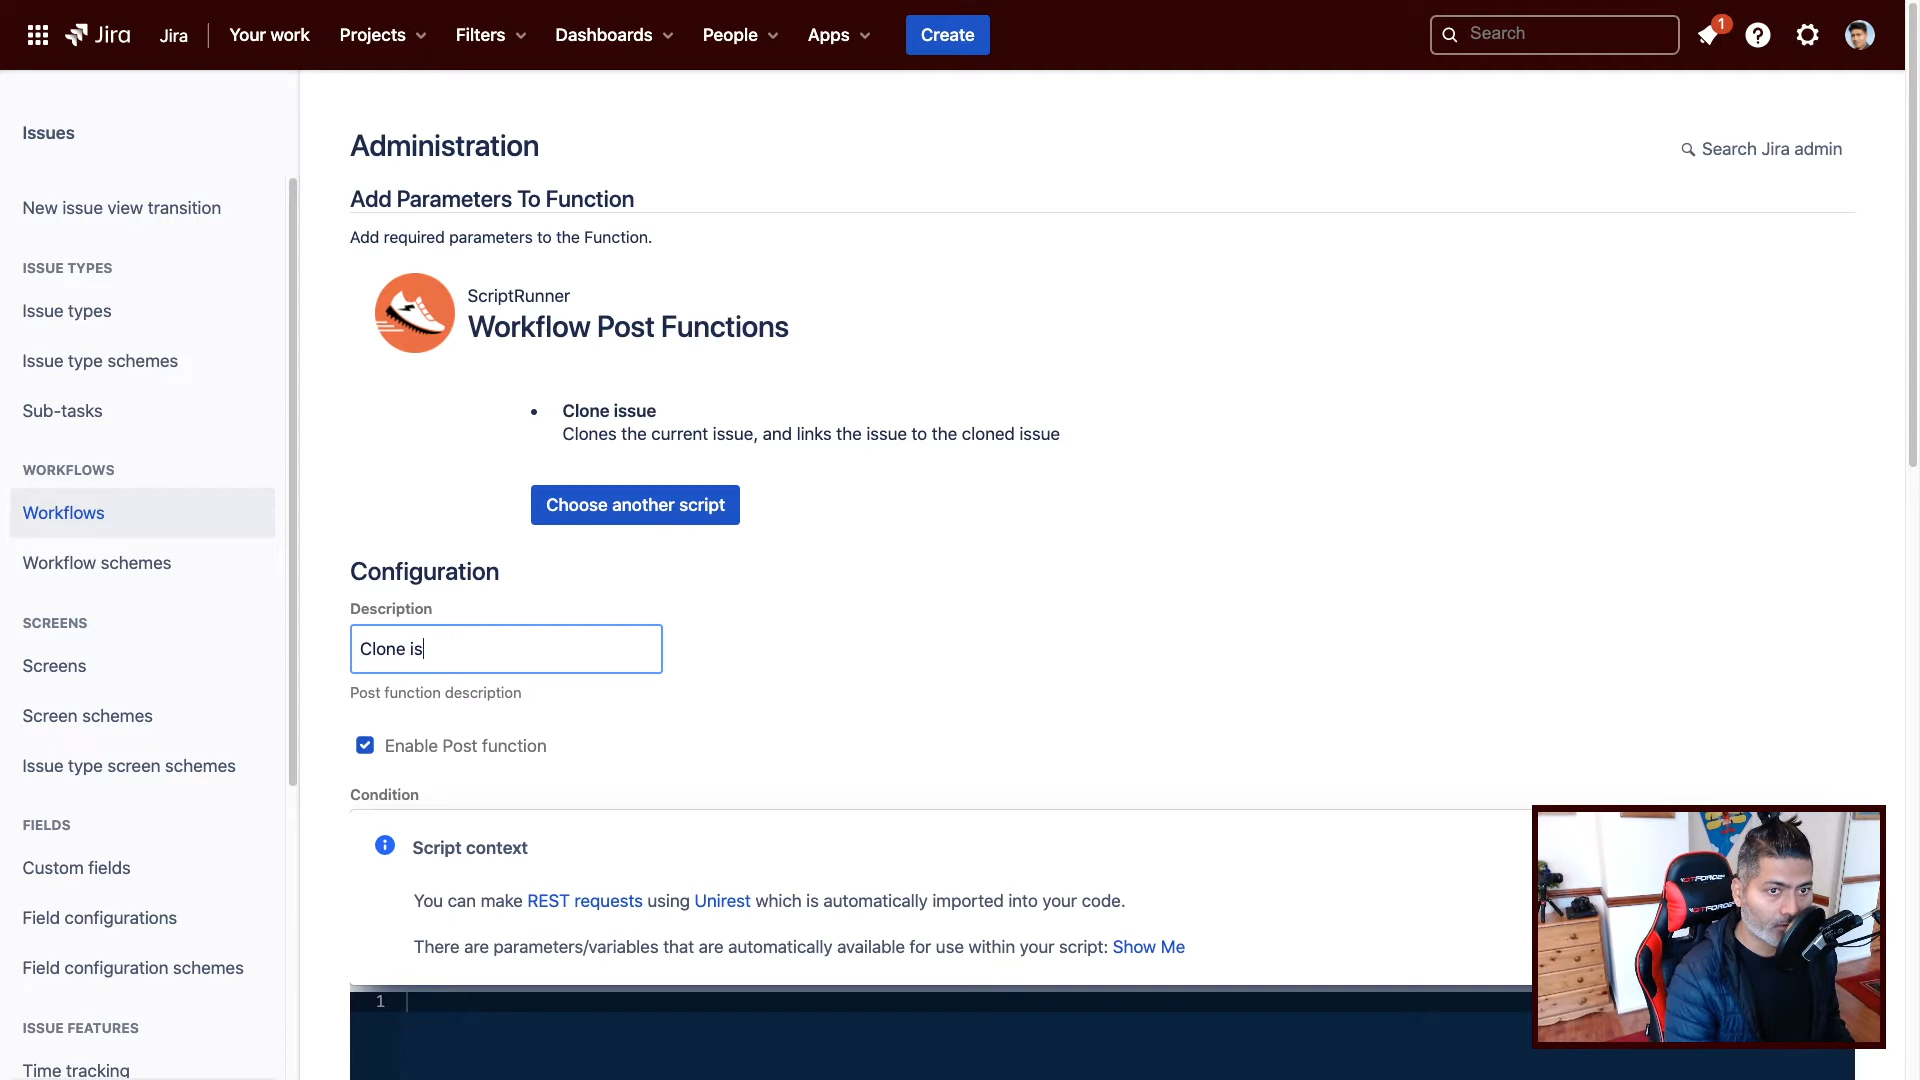 Jira Jira Your work Projects Filters Dashboards People Apps Create Search 1
Issues
New issue view transition
ISSUE TYPES
Issue types
Issue type schemes
Sub-tasks
WORKFLOWS
Workflows
Workflow schemes
SCREENS
Screens
Screen schemes
Issue type screen schemes
FIELDS
Custom fields
Field configurations
Field configuration schemes
ISSUE FEATURES
Time tracking
Administration
Search Jira admin
Add Parameters To Function
Add required parameters to the Function.
ScriptRunner
Workflow Post Functions
• Clone issue
Clones the current issue, and links the issue to the cloned issue
Choose another script
Configuration
Description
Clone is
Post function description
Enable Post function
Condition
Script context
You can make REST requests using Unirest which is automatically imported into your code.
There are parameters/variables that are automatically available for use within your script: Show Me
1